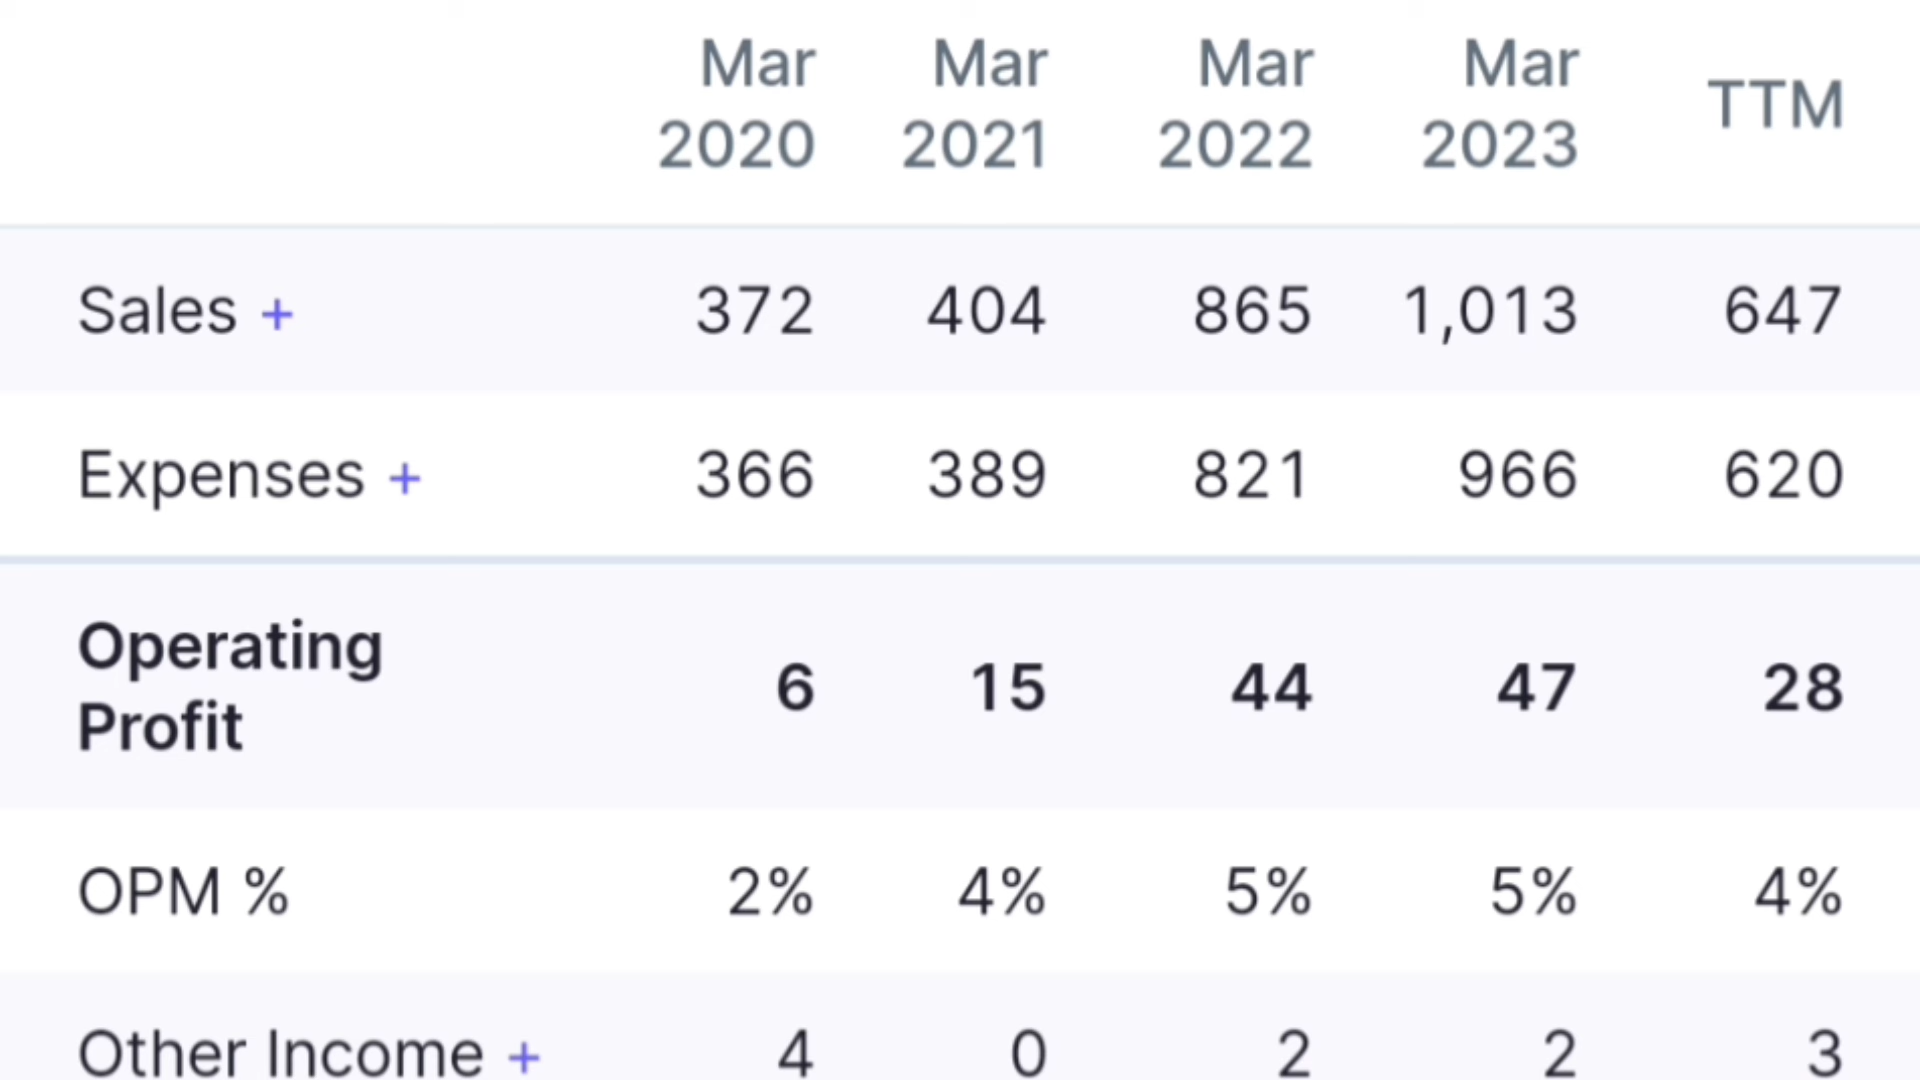 Mar Mar Mar Mar TTM
2020 2021 2022 2023
Sales + 372 404 865 1,013 647
Expenses + 366 389 821 966 620
Operating
Profit 6 15 44 47 28
OPM % 2% 4% 5% 5% 4%
Other Income + 4 0 2 2 3